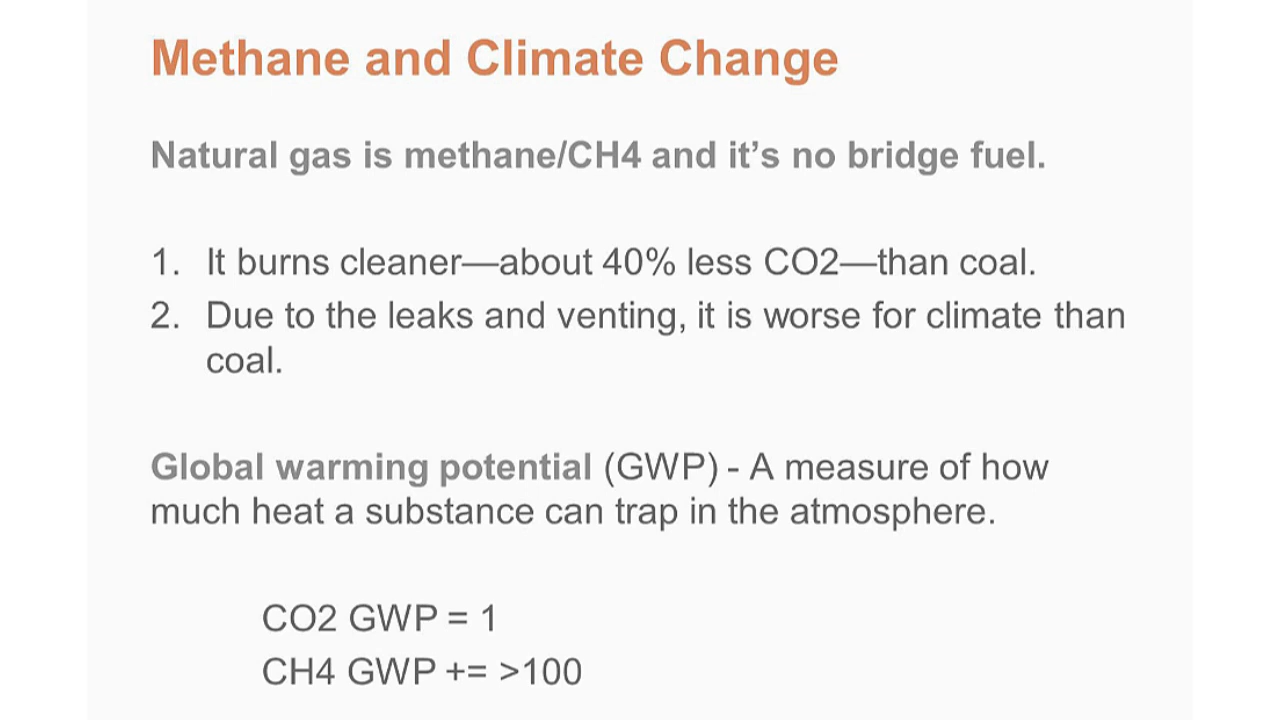 Methane and Climate Change
Natural gas is methane/CH4 and it’s no bridge fuel.
1. It burns cleaner—about 40% less CO2—than coal.
2. Due to the leaks and venting, it is worse for climate than
coal.
Global warming potential (GWP) - A measure of how
much heat a substance can trap in the atmosphere.
CO2 GWP = 1
CH4 GWP += >100